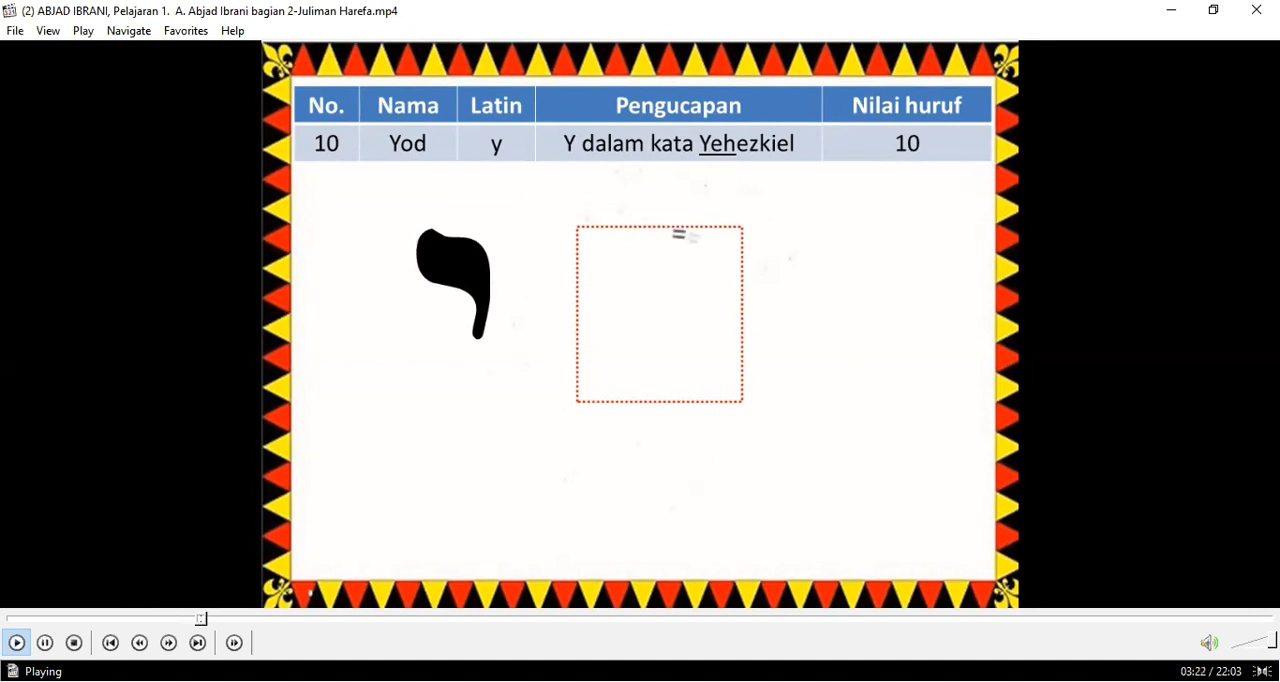 (2) ABJAD IBRANI, Pelajaran 1.  A. Abjad Ibrani bagian 2-Juliman Harefa.mp4
File View Play Navigate Favorites Help
No. Nama Latin Pengucapan Nilai huruf
10 Yod y Y dalam kata Yehezkiel 10
י
Playing 03:22 / 22:03